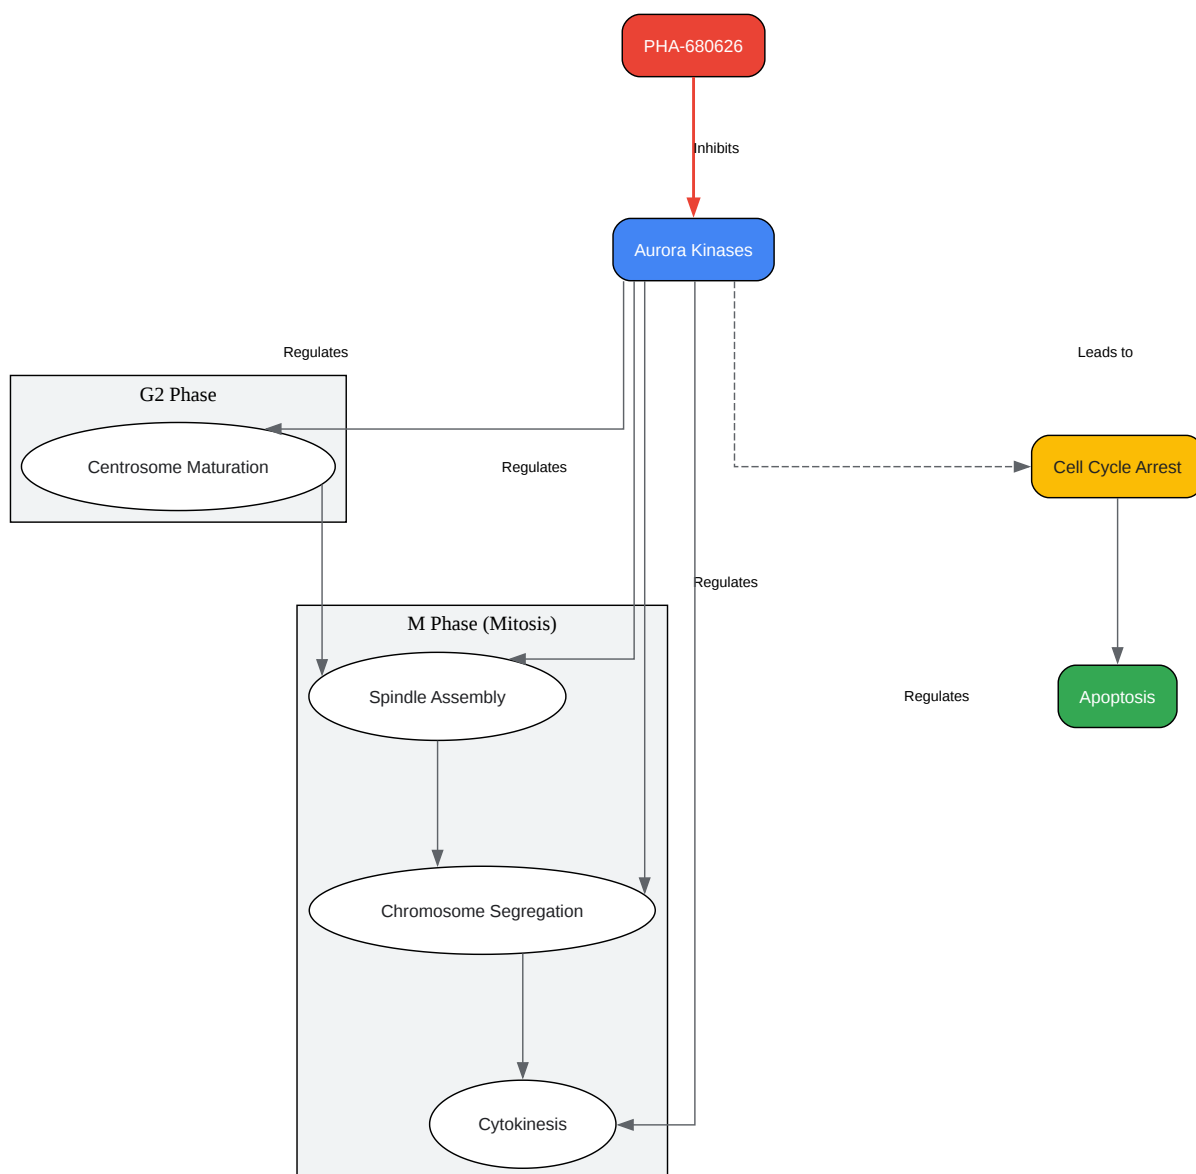 PHA-680626
Inhibits
Aurora Kinases
Regulates
Leads to
G2 Phase
Centrosome Maturation
Regulates
Cell Cycle Arrest
Regulates
M Phase (Mitosis)
Spindle Assembly
Regulates
Apoptosis
Chromosome Segregation
Cytokinesis